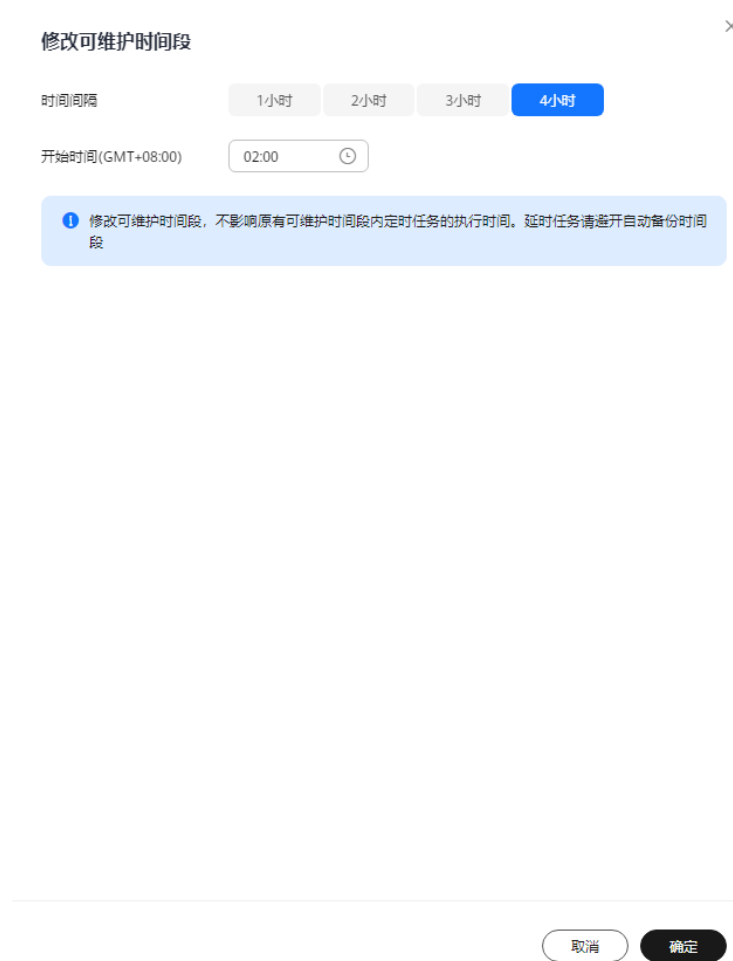 修改可维护时间段
时间间隔 1小时 2小时 3小时 4小时
开始时间(GMT+08:00) 02:00
修改可维护时间段，不影响原有可维护时间段内定时任务的执行时间。延时任务请避开自动备份时间
段
取消 确定